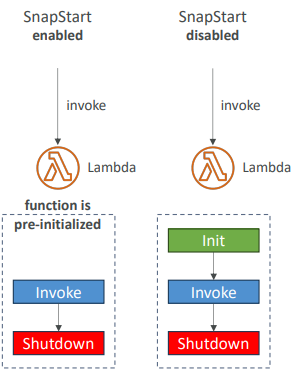 SnapStart
enabled
invoke
Lambda
function is
pre-initialized
Invoke
Shutdown
SnapStart
disabled
invoke
Lambda
Init
Invoke
Shutdown